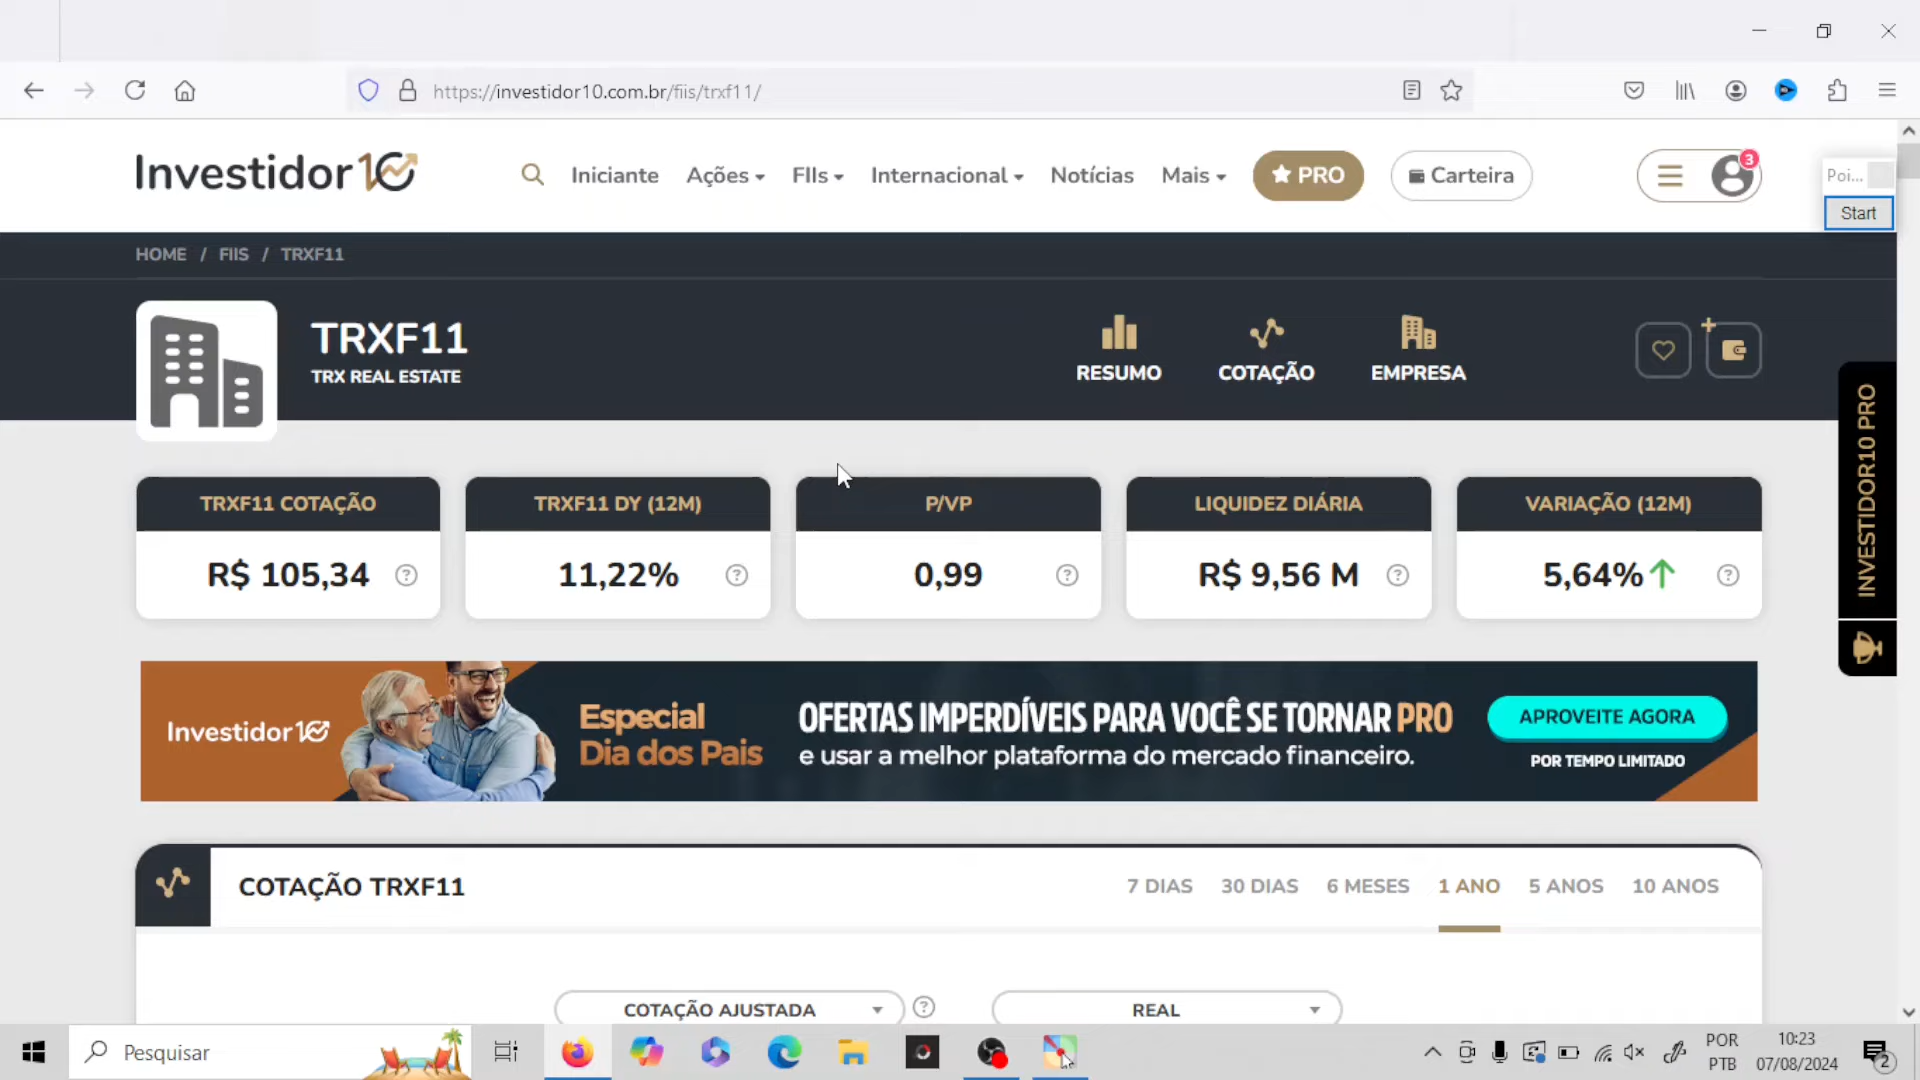 https://investidor10.com.br/fiis/trxf11/
Investidor10
Iniciante
Ações
FIIs
Internacional
Notícias
Mais
PRO
Carteira
3
Poi...
Start
HOME / FIIS / TRXF11
TRXF11
TRX REAL ESTATE
RESUMO
COTAÇÃO
EMPRESA
INVESTIDOR10 PRO
TRXF11 COTAÇÃO
R$ 105,34
?
TRXF11 DY (12M)
11,22%
?
P/VP
0,99
?
LIQUIDEZ DIÁRIA
R$ 9,56 M
?
VARIAÇÃO (12M)
5,64%
?
Investidor10
Especial
Dia dos Pais
OFERTAS IMPERDÍVEIS PARA VOCÊ SE TORNAR PRO
e usar a melhor plataforma do mercado financeiro.
APROVEITE AGORA
POR TEMPO LIMITADO
COTAÇÃO TRXF11
7 DIAS
30 DIAS
6 MESES
1 ANO
5 ANOS
10 ANOS
COTAÇÃO AJUSTADA
?
REAL
Pesquisar
POR
PTB
10:23
07/08/2024
2